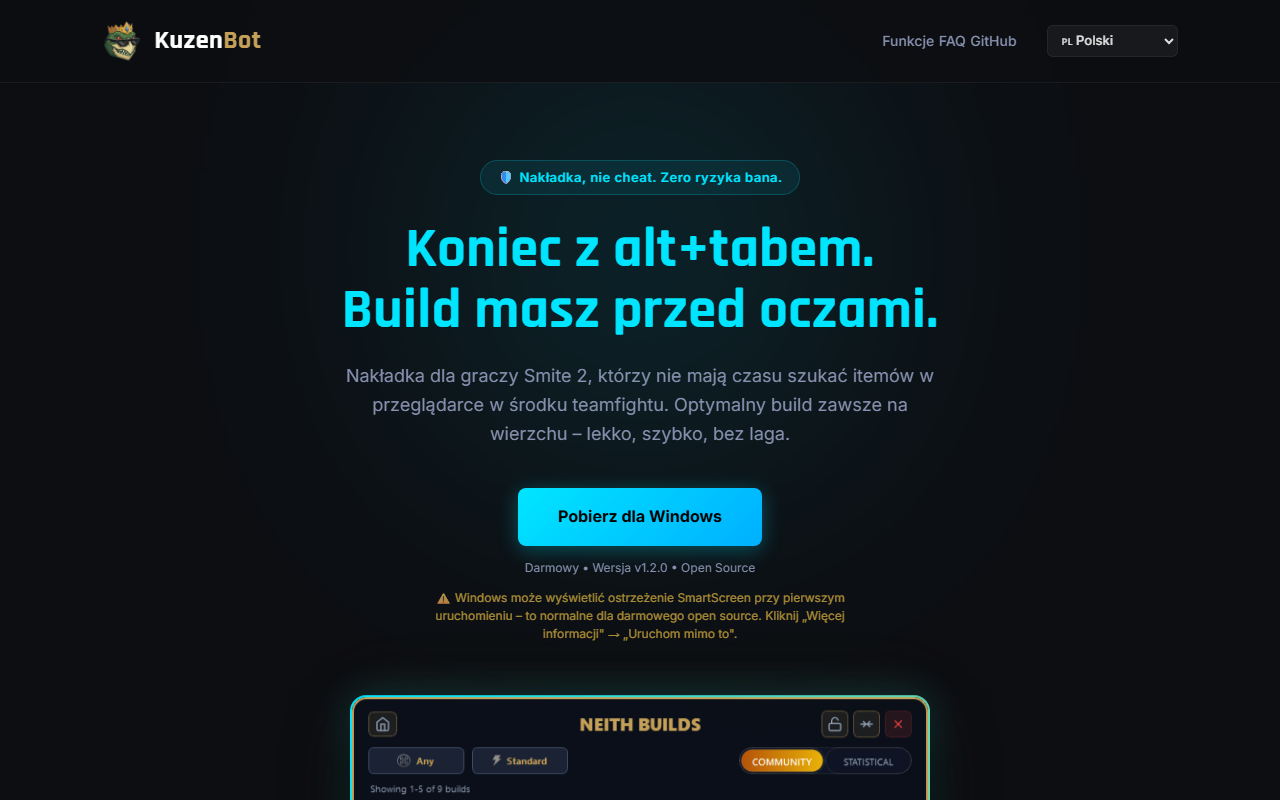 KuzenBot
Funkcje FAQ GitHub
PL Polski
Nakładka, nie cheat. Zero ryzyka bana.
Koniec z alt+tabem.
Build masz przed oczami.
Nakładka dla graczy Smite 2, którzy nie mają czasu szukać itemów w
przeglądarce w środku teamfightu. Optymalny build zawsze na
wierzchu – lekko, szybko, bez laga.
Pobierz dla Windows
Darmowy • Wersja v1.2.0 • Open Source
⚠ Windows może wyświetlić ostrzeżenie SmartScreen przy pierwszym
uruchomieniu – to normalne dla darmowego open source. Kliknij „Więcej
informacji" → „Uruchom mimo to".
NEITH BUILDS
Any
Standard
COMMUNITY
STATISTICAL
Showing 1-5 of 9 builds